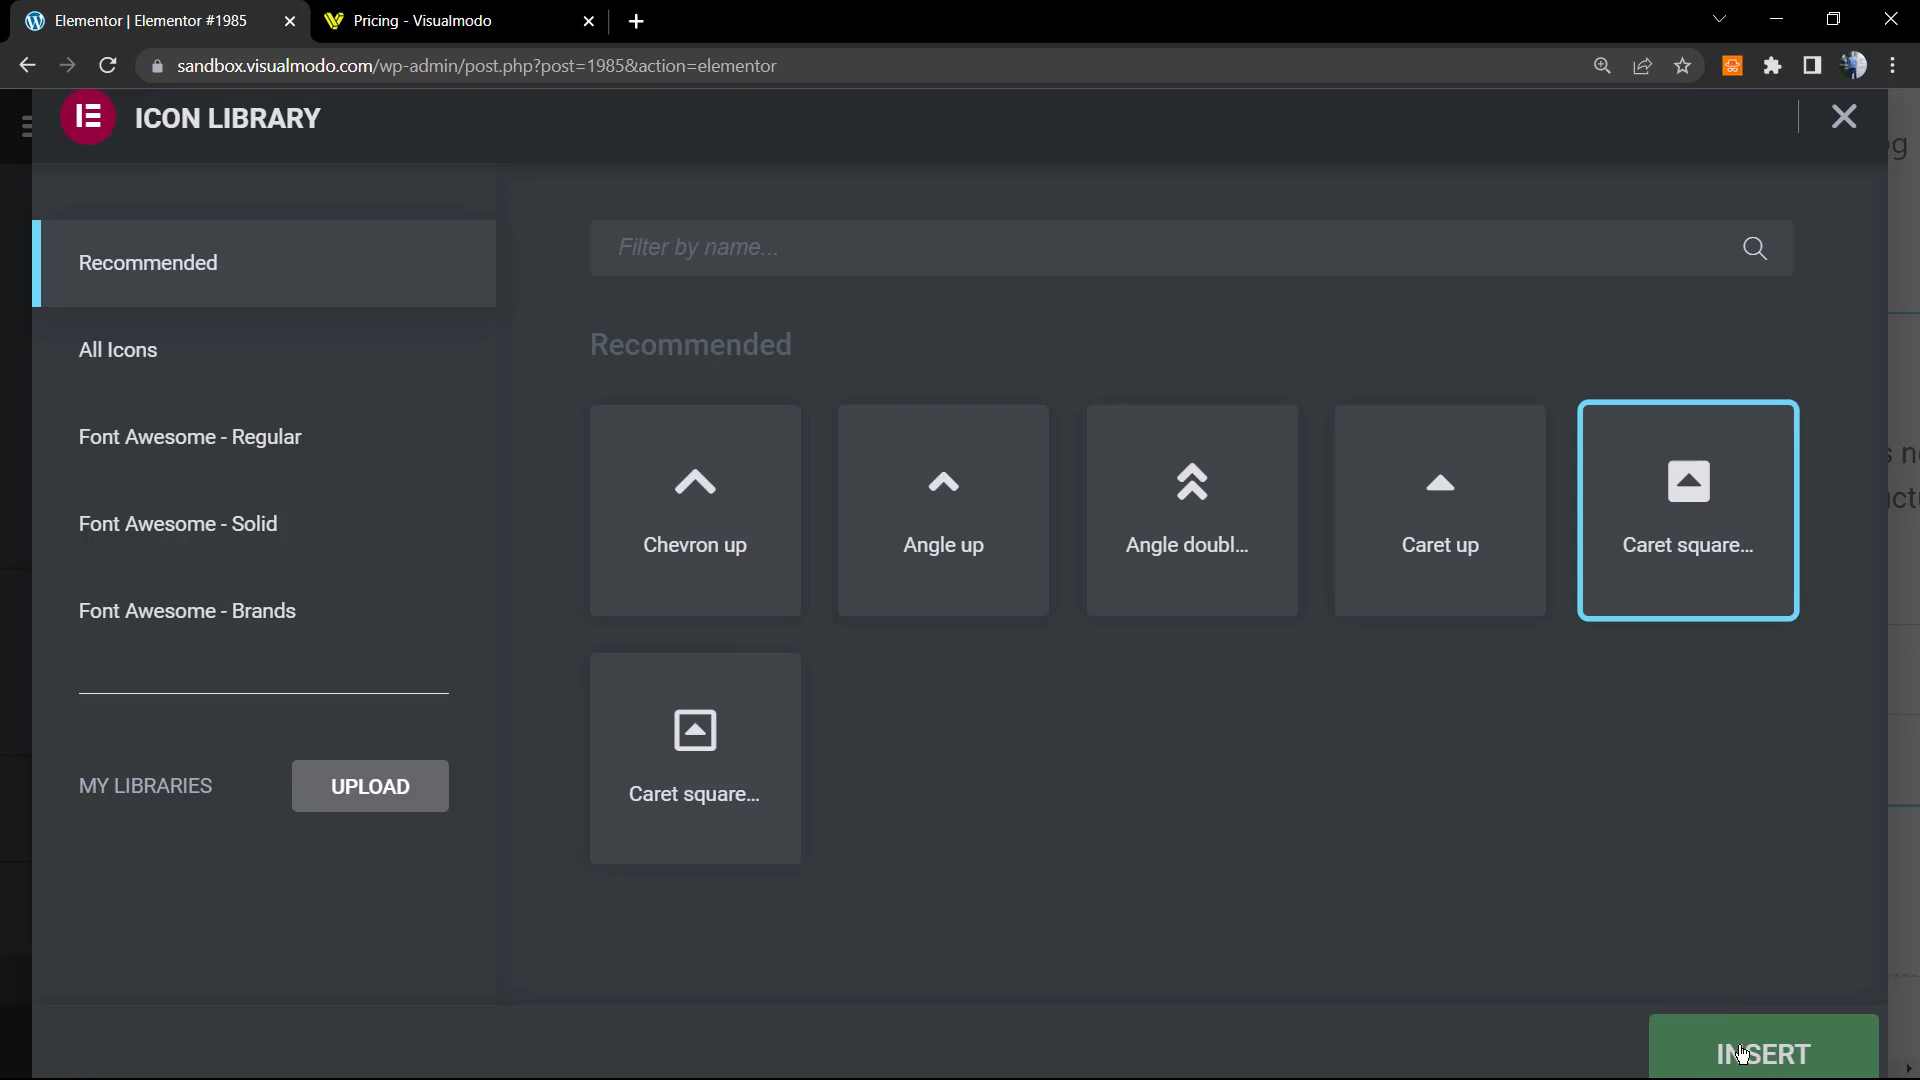 Elementor | Elementor #1985
Pricing - Visualmodo
sandbox.visualmodo.com/wp-admin/post.php?post=1985&action=elementor
ICON LIBRARY
Recommended
All Icons
Font Awesome - Regular
Font Awesome - Solid
Font Awesome - Brands
MY LIBRARIES
UPLOAD
Filter by name...
Recommended
Chevron up
Angle up
Angle doubl...
Caret up
Caret square...
Caret square...
INSERT